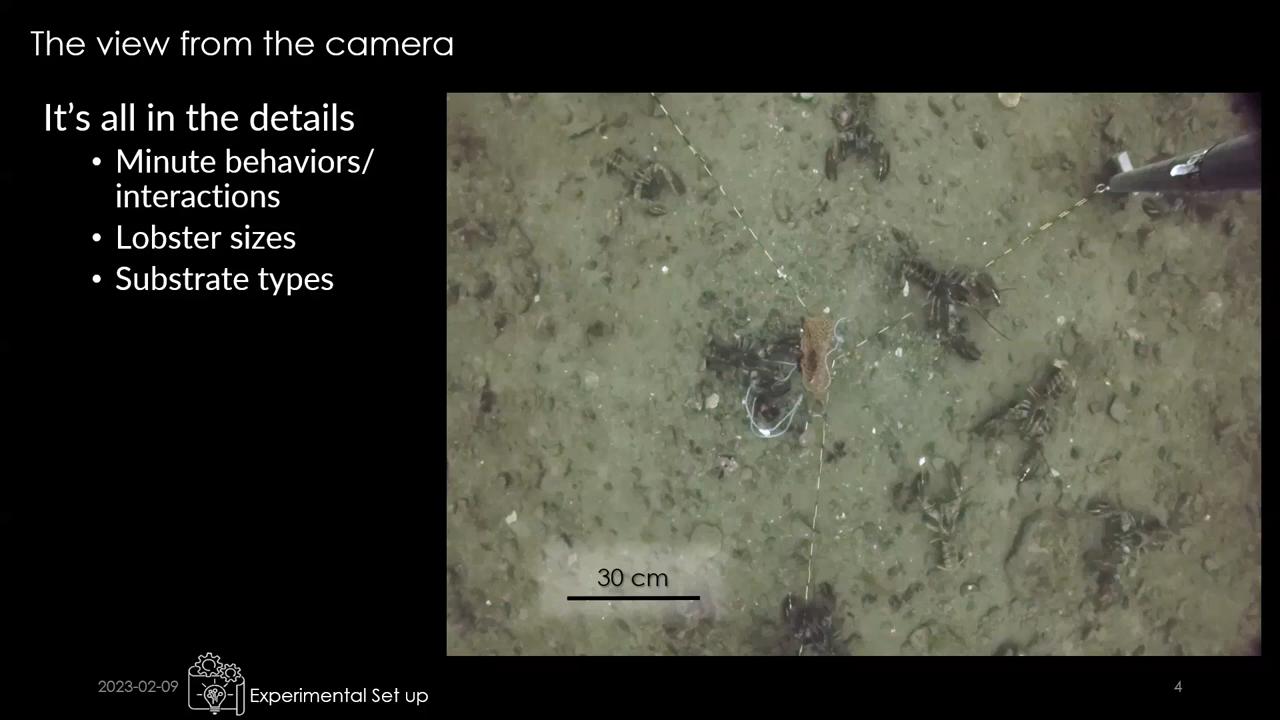 The view from the camera
It’s all in the details
• Minute behaviors/
interactions
• Lobster sizes
• Substrate types
30 cm
2023-02-09
Experimental Set up
4